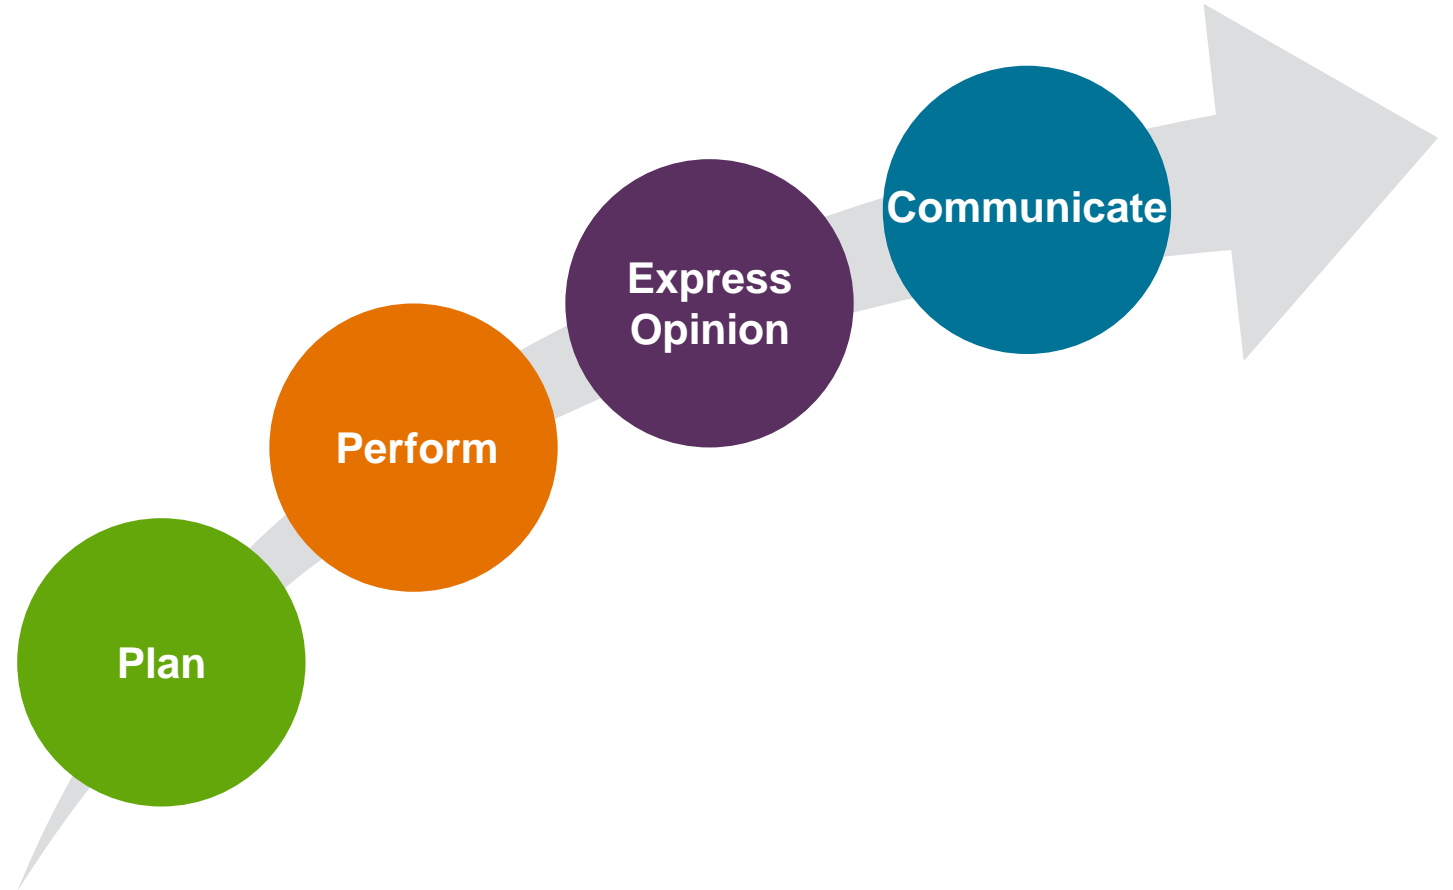 Plan
Perform
Express
Opinion
Communicate